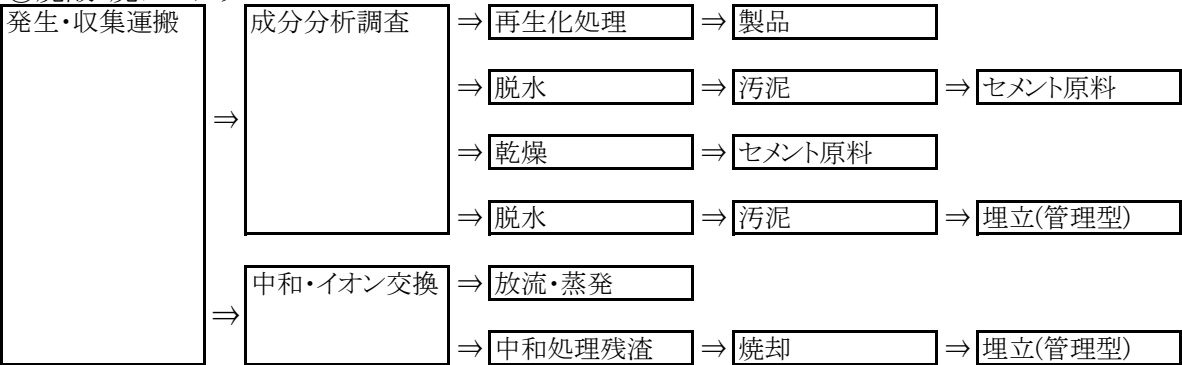 発生・収集運搬 成分分析調査 ⇒ 再生化処理 ⇒ 製品
⇒ 脱水 ⇒ 汚泥 ⇒ セメント原料
⇒
⇒ 乾燥 ⇒ セメント原料
⇒ 脱水 ⇒ 汚泥 ⇒ 埋立(管理型)
中和・イオン交換 ⇒ 放流・蒸発
⇒
⇒ 中和処理残渣 ⇒ 焼却 ⇒ 埋立(管理型)